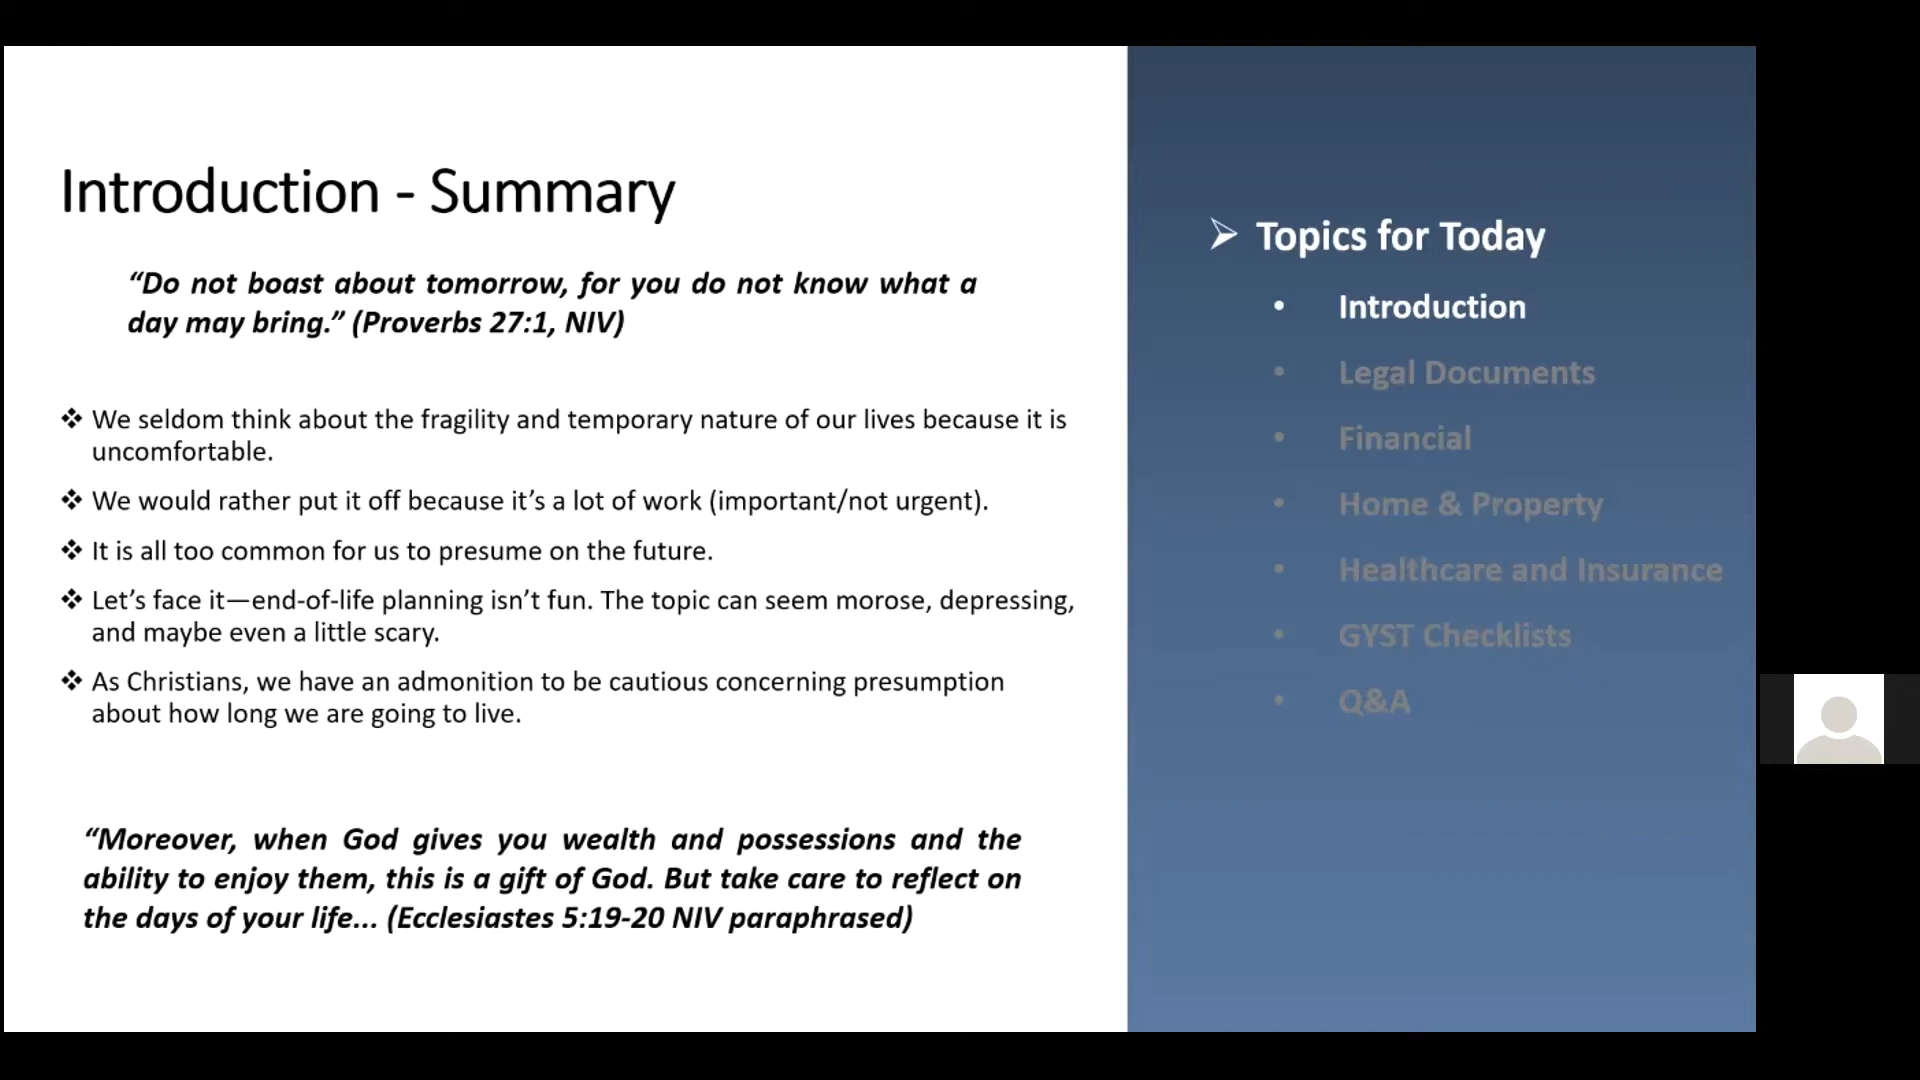 Introduction - Summary
“Do not boast about tomorrow, for you do not know what a
day may bring.” (Proverbs 27:1, NIV)
❖ We seldom think about the fragility and temporary nature of our lives because it is
uncomfortable.
❖ We would rather put it off because it’s a lot of work (important/not urgent).
❖ It is all too common for us to presume on the future.
❖ Let’s face it—end-of-life planning isn’t fun. The topic can seem morose, depressing,
and maybe even a little scary.
❖ As Christians, we have an admonition to be cautious concerning presumption
about how long we are going to live.
“Moreover, when God gives you wealth and possessions and the
ability to enjoy them, this is a gift of God. But take care to reflect on
the days of your life... (Ecclesiastes 5:19-20 NIV paraphrased)
➢ Topics for Today
• Introduction
• Legal Documents
• Financial
• Home & Property
• Healthcare and Insurance
• GYST Checklists
• Q&A